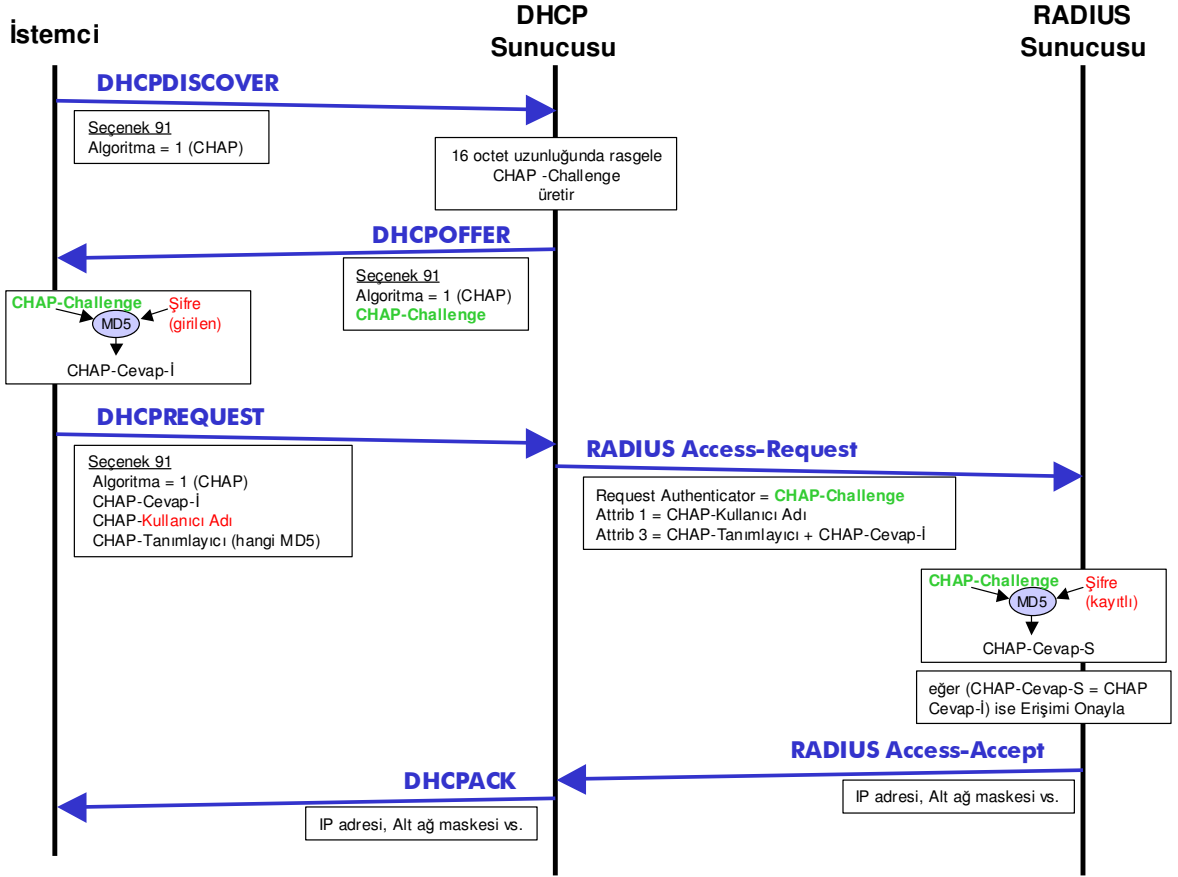 İstemci
DHCP
Sunucusu
RADIUS
Sunucusu
DHCPDISCOVER
Seçenek 91
Algoritma = 1 (CHAP)
16 octet uzunluğunda rasgele
CHAP -Challenge
üretir
DHCPOFFER
Seçenek 91
Algoritma = 1 (CHAP)
CHAP-Challenge
CHAP-Challenge
Şifre
(girilen)
MD5
CHAP-Cevap-İ
DHCPREQUEST
Seçenek 91
Algoritma = 1 (CHAP)
CHAP-Cevap-İ
CHAP-Kullanıcı Adı
CHAP-Tanımlayıcı (hangi MD5)
RADIUS Access-Request
Request Authenticator = CHAP-Challenge
Attrib 1 = CHAP-Kullanıcı Adı
Attrib 3 = CHAP-Tanımlayıcı + CHAP-Cevap-İ
CHAP-Challenge
Şifre
(kayıtlı)
MD5
CHAP-Cevap-S
eğer (CHAP-Cevap-S = CHAP
Cevap-İ) ise Erişimi Onayla
RADIUS Access-Accept
IP adresi, Alt ağ maskesi vs.
DHCPACK
IP adresi, Alt ağ maskesi vs.